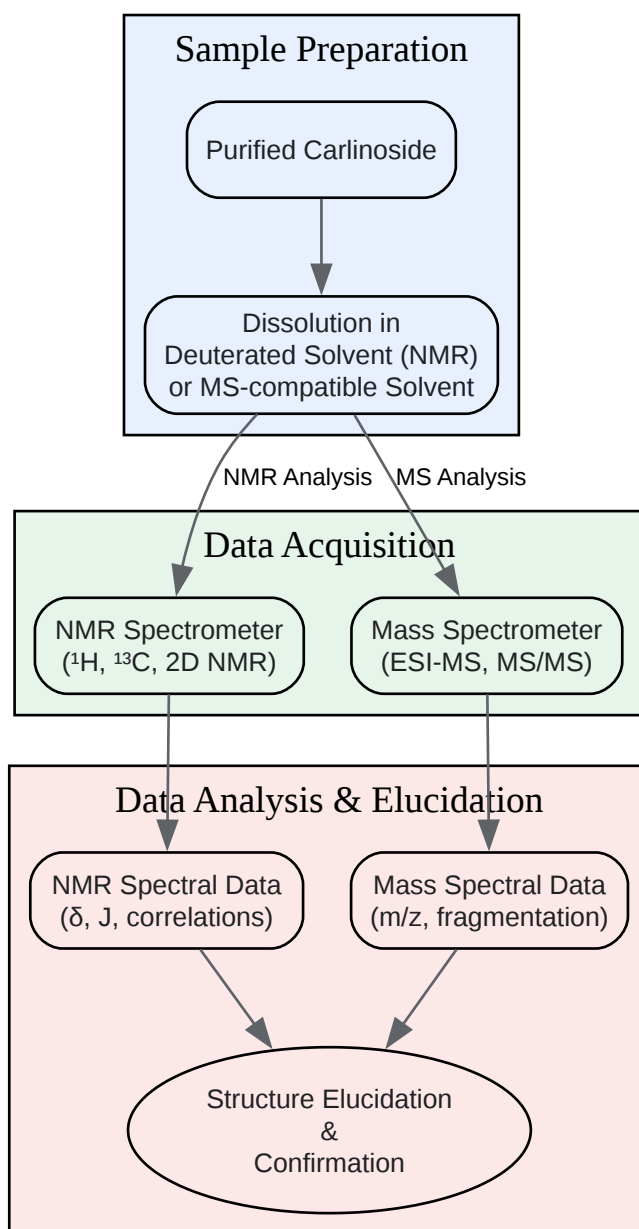 Sample Preparation
Purified Carlinoside
Dissolution in
Deuterated Solvent (NMR)
or MS-compatible Solvent
NMR Analysis
MS Analysis
Data Acquisition
NMR Spectrometer
(¹H, ¹³C, 2D NMR)
Mass Spectrometer
(ESI-MS, MS/MS)
Data Analysis & Elucidation
NMR Spectral Data
(δ, J, correlations)
Mass Spectral Data
(m/z, fragmentation)
Structure Elucidation
&
Confirmation